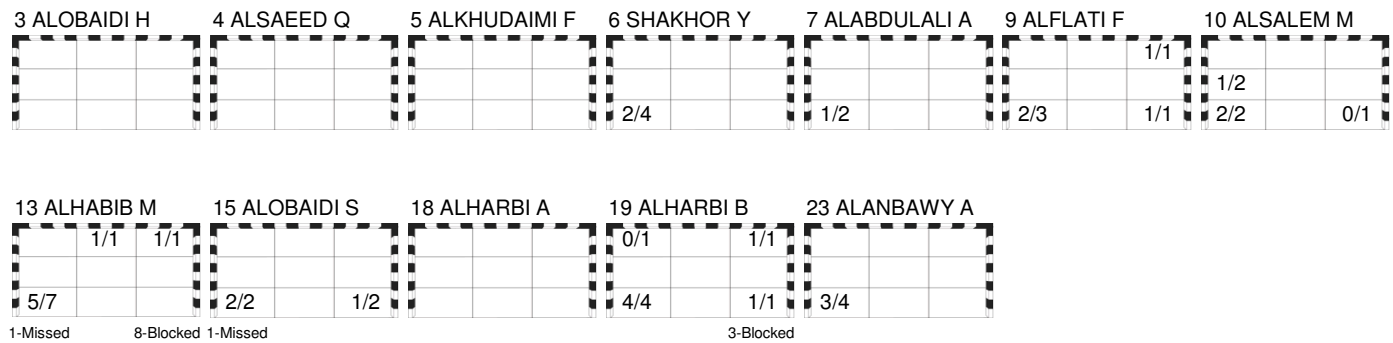 3 ALOBAIDI H 4 ALSAEED Q 5 ALKHUDAIMI F 6 SHAKHOR Y 7 ALABDULALI A 9 ALFLATI F 10 ALSALEM M
1/1
1/2
2/4 1/2 2/3 1/1 2/2 0/1
13 ALHABIB M 15 ALOBAIDI S 18 ALHARBI A 19 ALHARBI B 23 ALANBAWY A
1/1 1/1 0/1 1/1
5/7 2/2 1/2 4/4 1/1 3/4
1-Missed 8-Blocked 1-Missed 3-Blocked